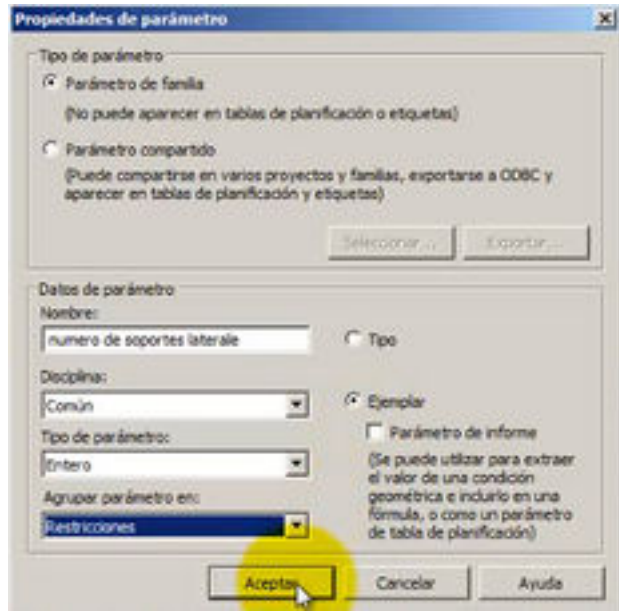 Propiedades de parámetro
Tipo de parámetro
Parámetro de familia
(No puede aparecer en tablas de planificación o etiquetas)
Parámetro compartido
(Puede compartirse en varios proyectos y familias, exportarse a ODBC y
aparecer en tablas de planificación y etiquetas)
Seleccionar... Exportar...
Datos de parámetro
Nombre:
numero de soportes laterale
Tipo
Disciplina:
Común
Ejemplar
Parámetro de informe
Tipo de parámetro:
Entero
(Se puede utilizar para extraer
el valor de una condición
geométrica e incluirlo en una
fórmula, o como un parámetro
de tabla de planificación)
Agrupar parámetro en:
Restricciones
Aceptar Cancelar Ayuda